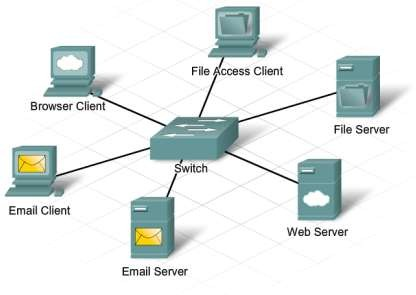 File Access Client
Browser Client
File Server
Switch
Email Client
Web Server
Email Server